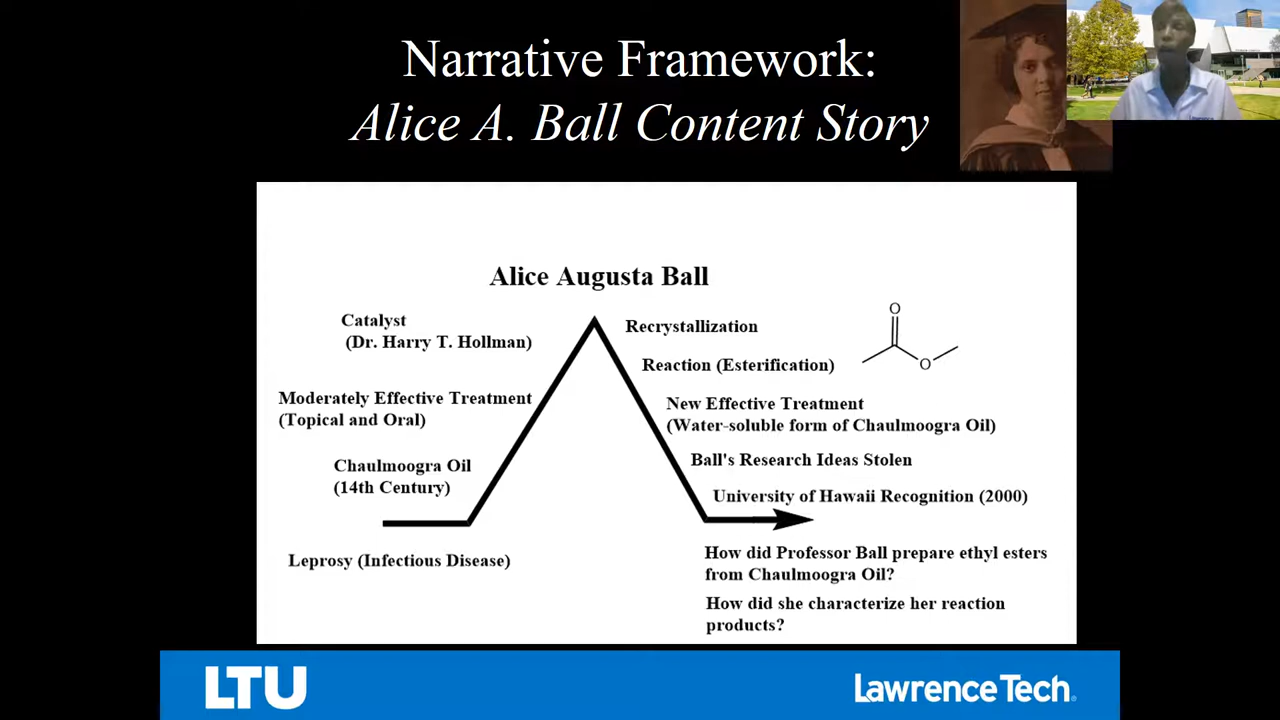 Narrative Framework:
Alice A. Ball Content Story
Alice Augusta Ball
Catalyst
(Dr. Harry T. Hollman)
Moderately Effective Treatment
(Topical and Oral)
Chaulmoogra Oil
(14th Century)
Leprosy (Infectious Disease)
Recrystallization
Reaction (Esterification)
O
O
New Effective Treatment
(Water-soluble form of Chaulmoogra Oil)
Ball's Research Ideas Stolen
University of Hawaii Recognition (2000)
How did Professor Ball prepare ethyl esters
from Chaulmoogra Oil?
How did she characterize her reaction
products?
LTU
Lawrence Tech